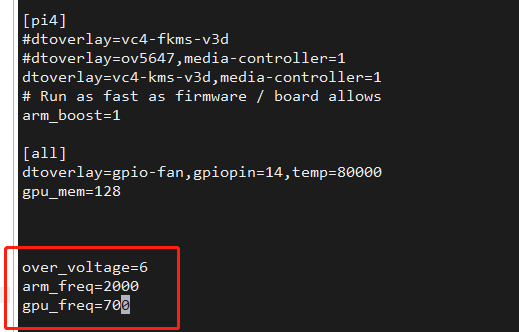 [pi4]
#dtoverlay=vc4-fkms-v3d
#dtoverlay=ov5647,media-controller=1
dtoverlay=vc4-kms-v3d,media-controller=1
# Run as fast as firmware / board allows
arm_boost=1
[all]
dtoverlay=gpio-fan,gpiopin=14,temp=80000
gpu_mem=128
over_voltage=6
arm_freq=2000
gpu_freq=700